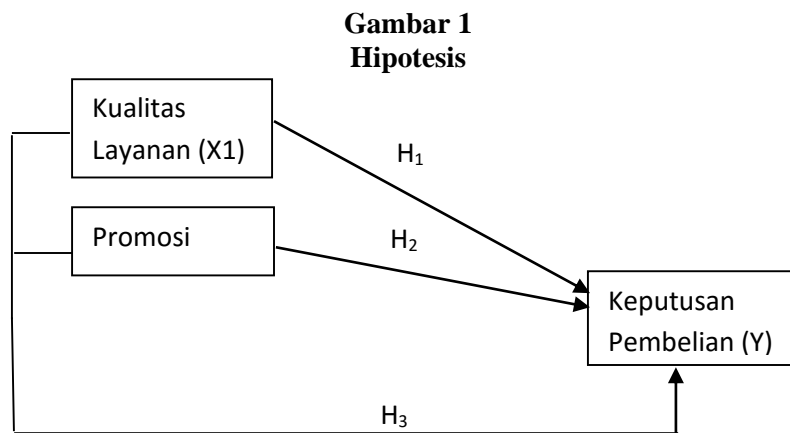 Gambar 1
Hipotesis
Kualitas
Layanan (X1)
H₁
Promosi
H₂
Keputusan
Pembelian (Y)
H₃